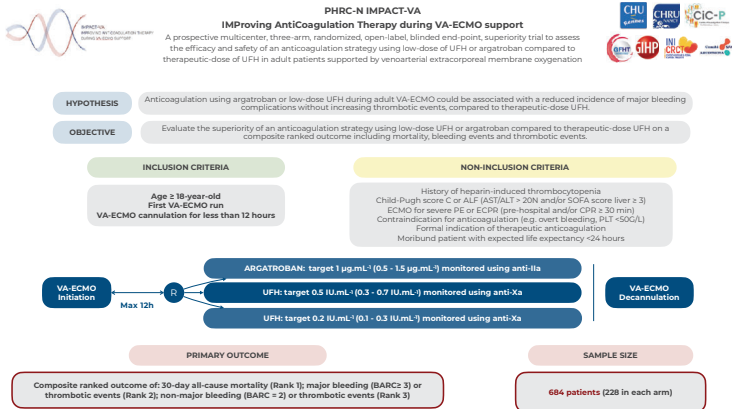 PHRC-N IMPACT-VA
IMProving AntiCoagulation Therapy during VA-ECMO support
A prospective multicenter, three-arm, randomized, open-label, blinded end-point, superiority trial to assess
the efficacy and safety of an anticoagulation strategy using low-dose of UFH or argatroban compared to
therapeutic-dose of UFH in adult patients supported by venoarterial extracorporeal membrane oxygenation
IMPACT-VA
IMPROVING ANTICOAGULATION THERAPY
DURING VA-ECMO SUPPORT
CHU
CHRU
CiC-P
GFHT
GIHP
INI
CRCT
HYPOTHESIS
Anticoagulation using argatroban or low-dose UFH during adult VA-ECMO could be associated with a reduced incidence of major bleeding
complications without increasing thrombotic events, compared to therapeutic-dose UFH.
OBJECTIVE
Evaluate the superiority of an anticoagulation strategy using low UFH or argatroban compared to therapeutic-dose UFH on a
composite ranked outcome including mortality, bleeding events and thrombotic events.
INCLUSION CRITERIA
Age ≥ 18-year-old
First VA-ECMO run
VA-ECMO cannulation for less than 12 hours
NON-INCLUSION CRITERIA
History of heparin-induced thrombocytopenia
Child-Pugh score C or ALF (AST/ALT > 20N and/or SOFA score liver ≥ 3)
ECMO for severe PE or ECPR (pre-hospital and/or CPR ≥ 30 min)
Contraindication for anticoagulation (e.g. overt bleeding, PLT <50G/L)
Formal indication of therapeutic anticoagulation
Moribund patient with expected life expectancy <24 hours
VA-ECMO
Initiation
Max 12h
R
ARGATROBAN: target 1 µg.mL⁻¹ (0.5 - 1.5 µg.mL⁻¹) monitored using anti-IIa
UFH: target 0.5 IU.mL⁻¹ (0.3 - 0.7 IU.mL⁻¹) monitored using anti-Xa
UFH: target 0.2 IU.mL⁻¹ (0.1 - 0.3 IU.mL⁻¹) monitored using anti-Xa
VA-ECMO
Decannulation
PRIMARY OUTCOME
Composite ranked outcome of: 30-day all-cause mortality (Rank 1); major bleeding (BARC≥ 3) or
thrombotic events (Rank 2); non-major bleeding (BARC = 2) or thrombotic events (Rank 3)
SAMPLE SIZE
684 patients (228 in each arm)